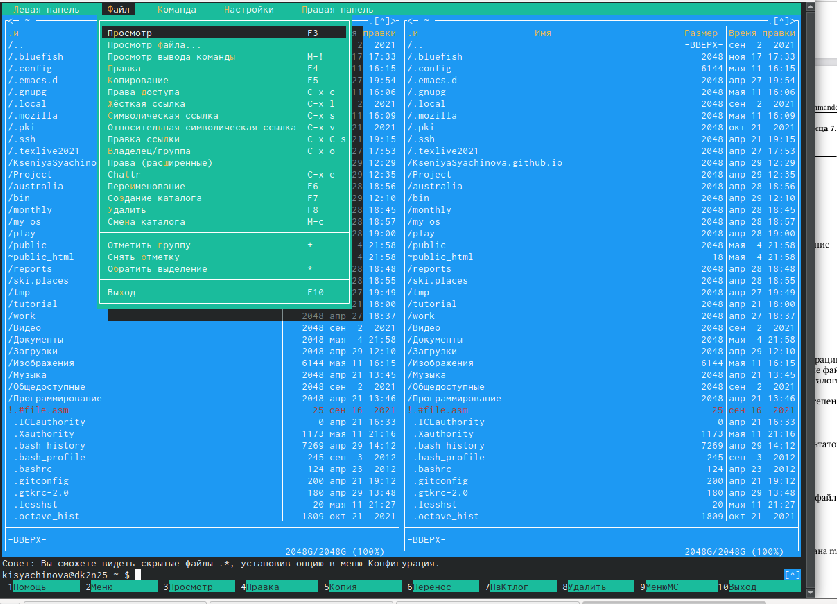 Левая панель Файл Команда Настройки Правая панель
<— ~ .[^]> <— ~ .[^]>
.и Просмотр F3 правки .и Имя Размер Время правки
/.. Просмотр файла... 2 2021 /.. -ВВЕРХ- сен 2 2021
/.bluefish Просмотр вывода команды M-! 17 17:33 /.bluefish 2048 ноя 17 17:33
/.config Правка F4 11 16:15 /.config 6144 мая 11 16:15
/.emacs.d Копирование F5 27 19:54 /.emacs.d 2048 апр 27 19:54
/.gnupg Права доступа C-x c 11 16:06 /.gnupg 2048 мая 11 16:06
/.local Жёсткая ссылка C-x l 2 2021 /.local 2048 сен 2 2021
/.mozilla Символическая ссылка C-x s 11 16:09 /.mozilla 2048 мая 11 16:09
/.pki Относительная символическая ссылка C-x v 21 2021 /.pki 2048 окт 21 2021
/.ssh Правка ссылки C-x C s 21 19:15 /.ssh 2048 апр 21 19:15
/.texlive2021 Владелец/группа C-x o 27 17:53 /.texlive2021 2048 апр 27 17:53
/KseniyaSyachino Права (расширенные) 29 12:29 /KseniyaSyachinova.github.io 2048 апр 29 12:29
/Project Chattr C-x e 29 12:35 /Project 2048 апр 29 12:35
/australia Переименование F6 28 18:56 /australia 2048 апр 28 18:56
/bin Создание каталога F7 29 12:10 /bin 2048 апр 29 12:10
/monthly Удалить F8 28 18:45 /monthly 2048 апр 28 18:45
/my_os Смена каталога M-c 28 18:57 /my_os 2048 апр 28 18:57
/play 28 19:00 /play 2048 апр 28 19:00
/public Отметить группу + 4 21:58 /public 2048 мая 4 21:58
~public_html Снять отметку - 4 21:58 ~public_html 18 мая 4 21:58
/reports Обратить выделение * 28 18:48 /reports 2048 апр 28 18:48
/ski.places 28 18:55 /ski.places 2048 апр 28 18:55
/tmp Выход F10 27 19:49 /tmp 2048 апр 27 19:49
/tutorial 21 18:00 /tutorial 2048 апр 21 18:00
/work 2048 апр 27 18:37 /work 2048 апр 27 18:37
/Видео 2048 сен 2 2021 /Видео 2048 сен 2 2021
/Документы 2048 мая 4 21:58 /Документы 2048 мая 4 21:58
/Загрузки 2048 апр 29 12:10 /Загрузки 2048 апр 29 12:10
/Изображения 6144 мая 11 16:15 /Изображения 6144 мая 11 16:15
/Музыка 2048 апр 21 13:45 /Музыка 2048 апр 21 13:45
/Общедоступные 2048 сен 2 2021 /Общедоступные 2048 сен 2 2021
/Программирование 2048 апр 21 13:46 /Программирование 2048 апр 21 13:46
!.#file.asm 25 сен 16 2021 !.#file.asm 25 сен 16 2021
.ICEauthority 0 апр 21 16:33 .ICEauthority 0 апр 21 16:33
.Xauthority 1173 мая 11 21:16 .Xauthority 1173 мая 11 21:16
.bash_history 7269 апр 29 14:12 .bash_history 7269 апр 29 14:12
.bash_profile 245 сен 3 2012 .bash_profile 245 сен 3 2012
.bashrc 124 апр 23 2012 .bashrc 124 апр 23 2012
.gitconfig 200 апр 21 19:12 .gitconfig 200 апр 21 19:12
.gtkrc-2.0 180 апр 29 13:48 .gtkrc-2.0 180 апр 29 13:48
.lesshst 20 мая 11 21:27 .lesshst 20 мая 11 21:27
.octave_hist 1809 окт 21 2021 .octave_hist 1809 окт 21 2021
-ВВЕРХ- -ВВЕРХ-
2048G/2048G (100%) 2048G/2048G (100%)
Совет: Вы сможете видеть скрытые файлы .*, установив опцию в меню Конфигурация.
kisyachinova@dk2n25 ~ $ [^]
1Помощь 2Меню 3Просмотр 4Правка 5Копия 6Перенос 7НвКтлог 8Удалить 9МенюMC 10Выход